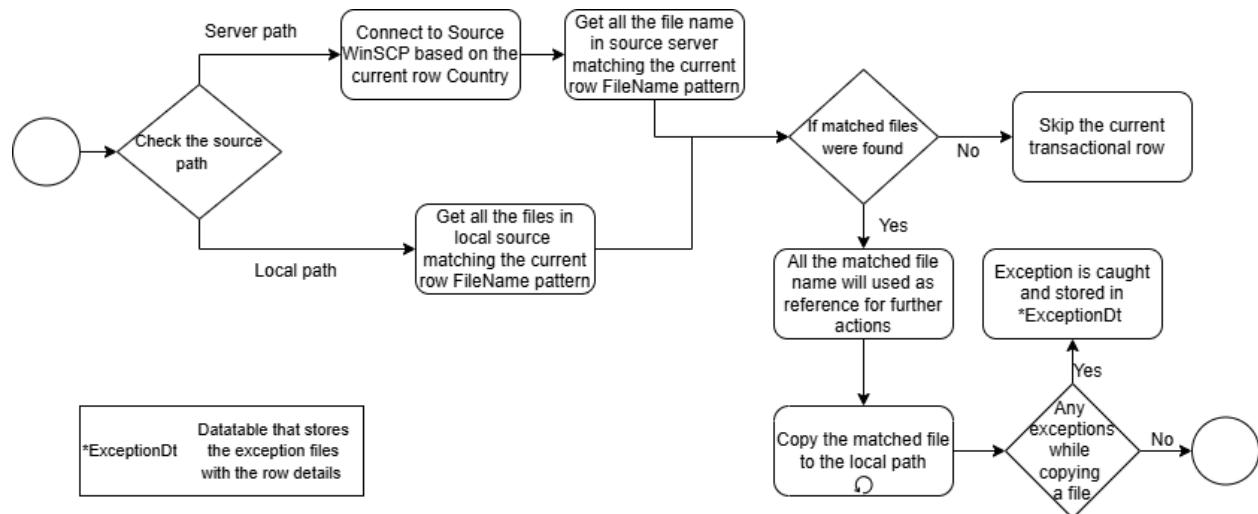 Server path
Connect to Source
WinSCP based on the
current row Country
Get all the file name
in source server
matching the current
row FileName pattern
Check the source
path
If matched files
were found
No
Skip the current
transactional row
Get all the files in
local source
matching the current
row FileName pattern
Local path
Yes
All the matched file
name will used as
reference for further
actions
Exception is caught
and stored in
*ExceptionDt
Yes
Copy the matched file
to the local path
Any
exceptions
while
copying
a file
No
*ExceptionDt
Datatable that stores
the exception files
with the row details